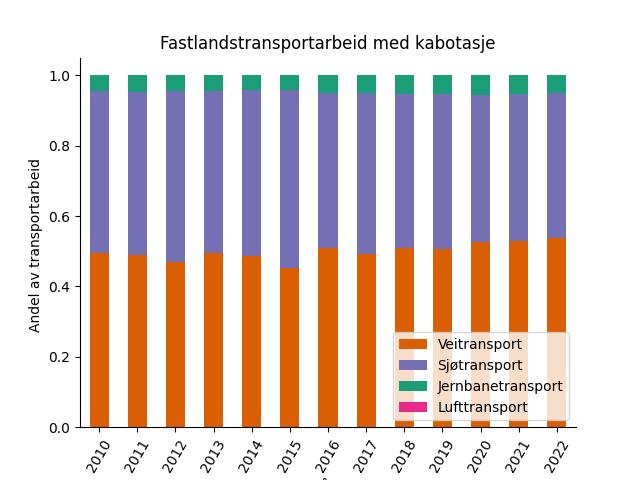 Fastlandstransportarbeid med kabotasje
Andel av transportarbeid
1.0
0.8
0.6
0.4
0.2
0.0
Veitransport
Sjøtransport
Jernbanetransport
Lufttransport
2010 2011 2012 2013 2014 2015 2016 2017 2018 2019 2020 2021 2022